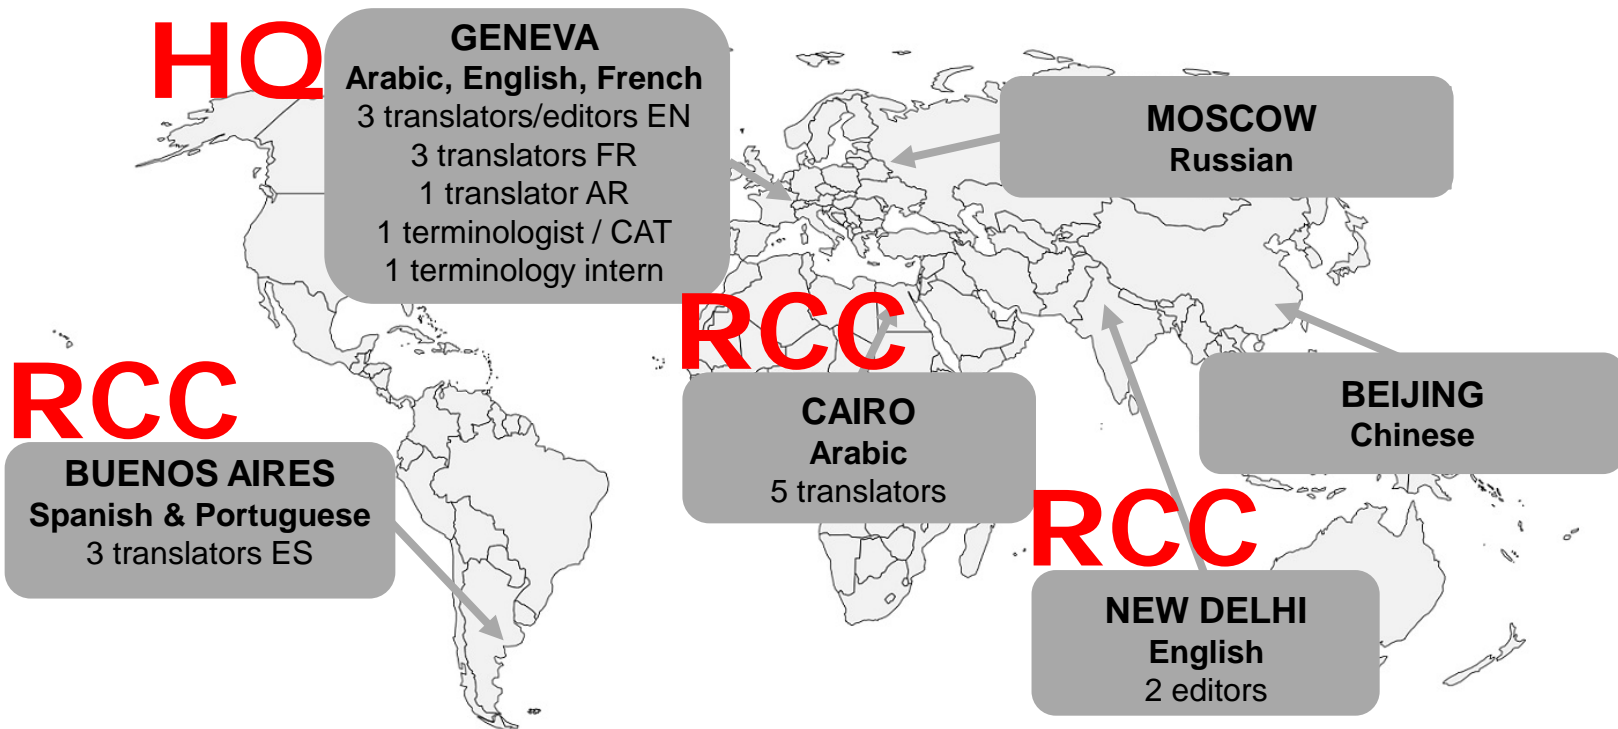 HQ
GENEVA
Arabic, English, French
3 translators/editors EN
3 translators FR
1 translator AR
1 terminologist / CAT
1 terminology intern
MOSCOW
Russian
RCC
CAIRO
Arabic
5 translators
BEIJING
Chinese
RCC
BUENOS AIRES
Spanish & Portuguese
3 translators ES
RCC
NEW DELHI
English
2 editors